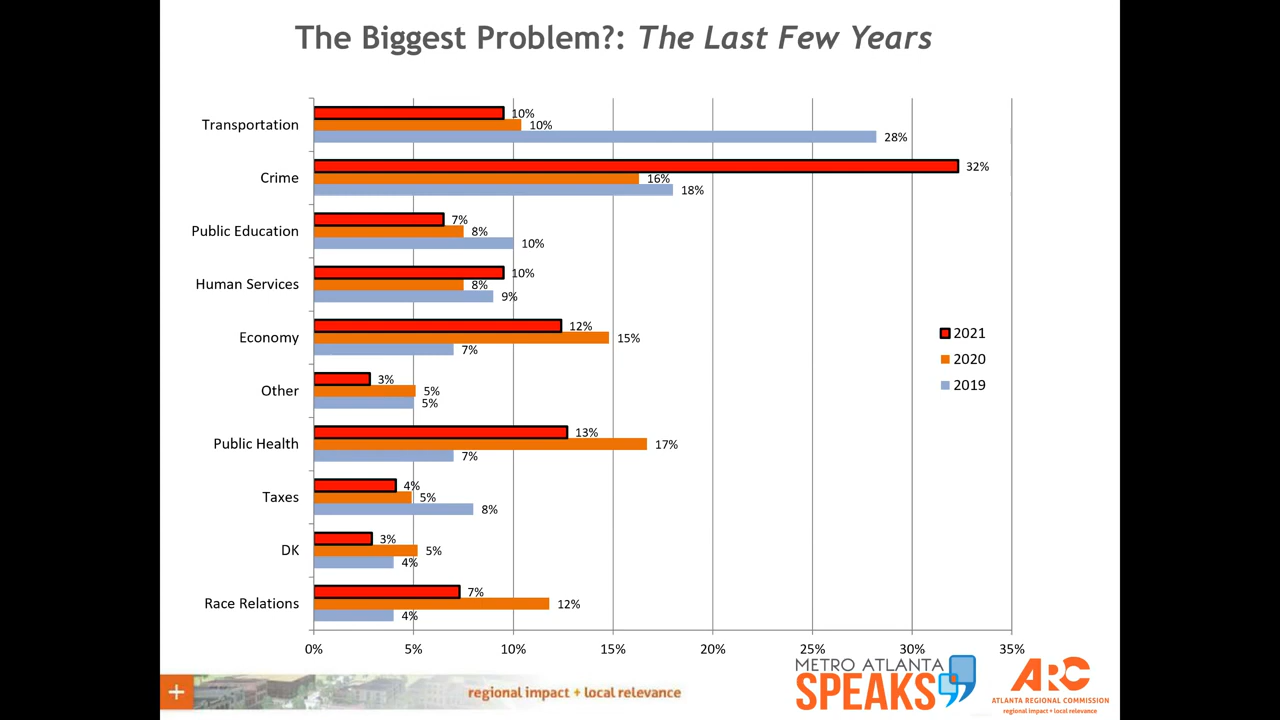 The Biggest Problem?: The Last Few Years
Transportation
10%
10%
28%
Crime
32%
16%
18%
Public Education
7%
8%
10%
Human Services
10%
8%
9%
Economy
12%
15%
7%
Other
3%
5%
5%
Public Health
13%
17%
7%
Taxes
4%
5%
8%
DK
3%
5%
4%
Race Relations
7%
12%
4%
2021
2020
2019
0% 5% 10% 15% 20% 25% 30% 35%
+ regional impact + local relevance
METRO ATLANTA
SPEAKS
ARC
ATLANTA REGIONAL COMMISSION
regional impact + local relevance